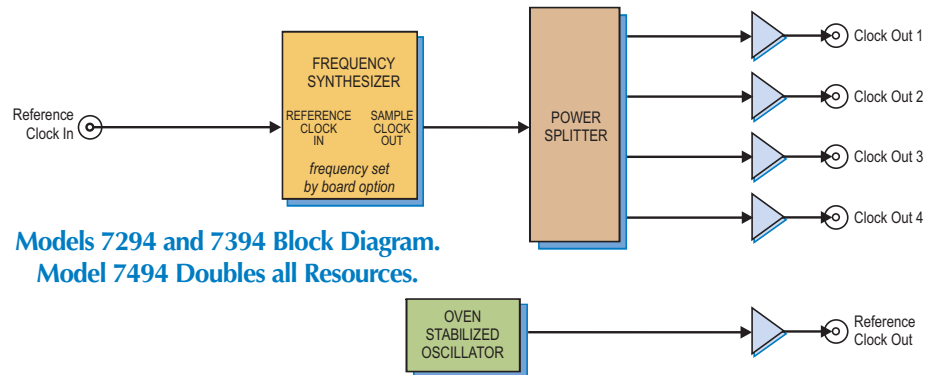 Reference
Clock In
FREQUENCY
SYNTHESIZER
REFERENCE
CLOCK
IN
SAMPLE
CLOCK
OUT
frequency set
by board option
POWER
SPLITTER
Clock Out 1
Clock Out 2
Clock Out 3
Clock Out 4
Models 7294 and 7394 Block Diagram.
Model 7494 Doubles all Resources.
OVEN
STABILIZED
OSCILLATOR
Reference
Clock Out